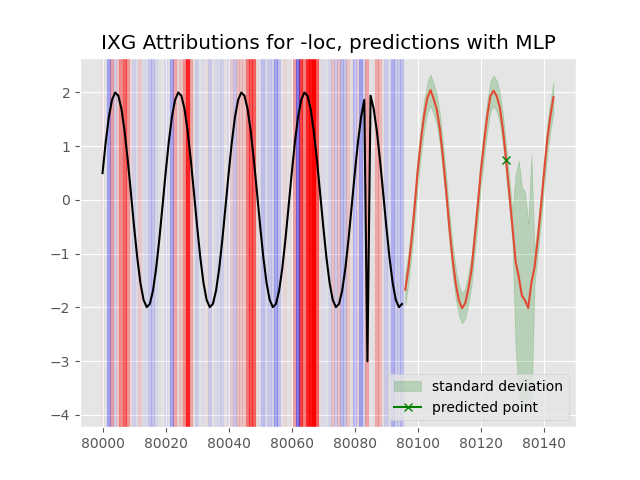 IXG Attributions for -loc, predictions with MLP
2
1
0
−1
−2
−3
−4
standard deviation
predicted point
80000 80020 80040 80060 80080 80100 80120 80140